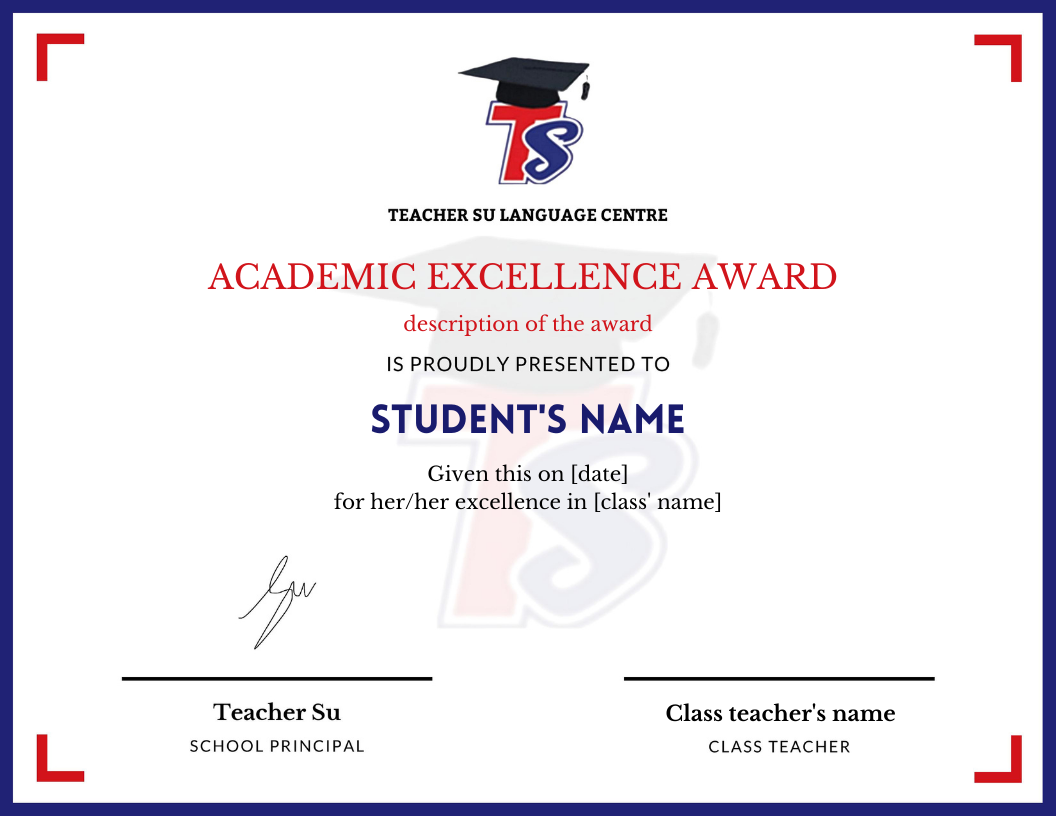 TS
TEACHER SU LANGUAGE CENTRE
ACADEMIC EXCELLENCE AWARD
description of the award
IS PROUDLY PRESENTED TO
STUDENT'S NAME
Given this on [date]
for her/her excellence in [class' name]
Su
Teacher Su
SCHOOL PRINCIPAL
Class teacher's name
CLASS TEACHER